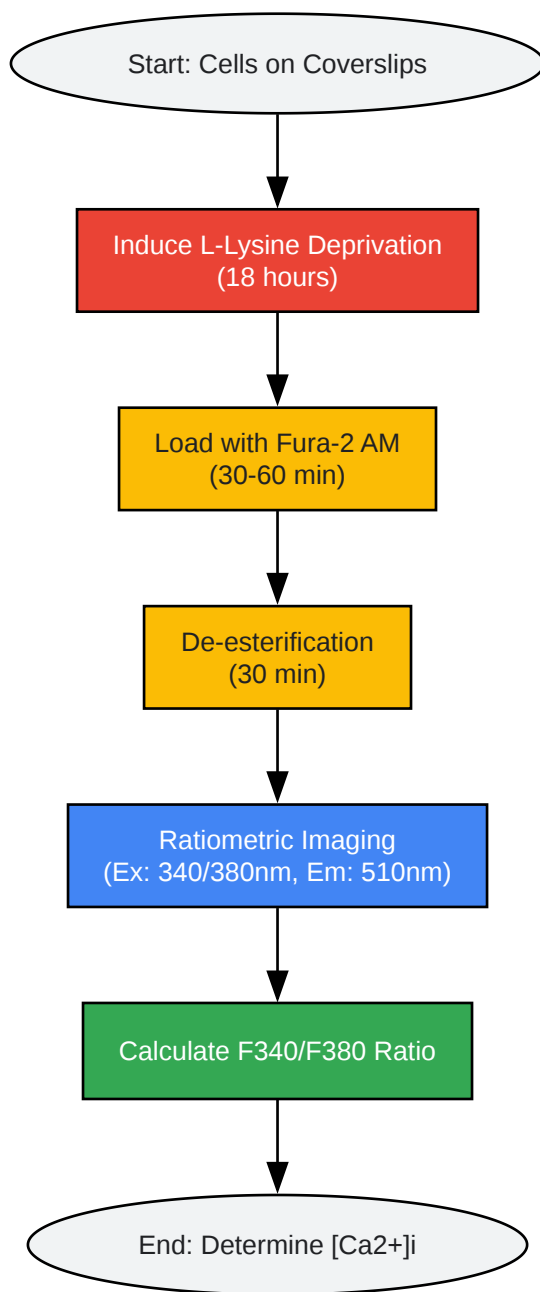 Start: Cells on Coverslips
Induce L-Lysine Deprivation
(18 hours)
Load with Fura-2 AM
(30-60 min)
De-esterification
(30 min)
Ratiometric Imaging
(Ex: 340/380nm, Em: 510nm)
Calculate F340/F380 Ratio
End: Determine [Ca2+]i